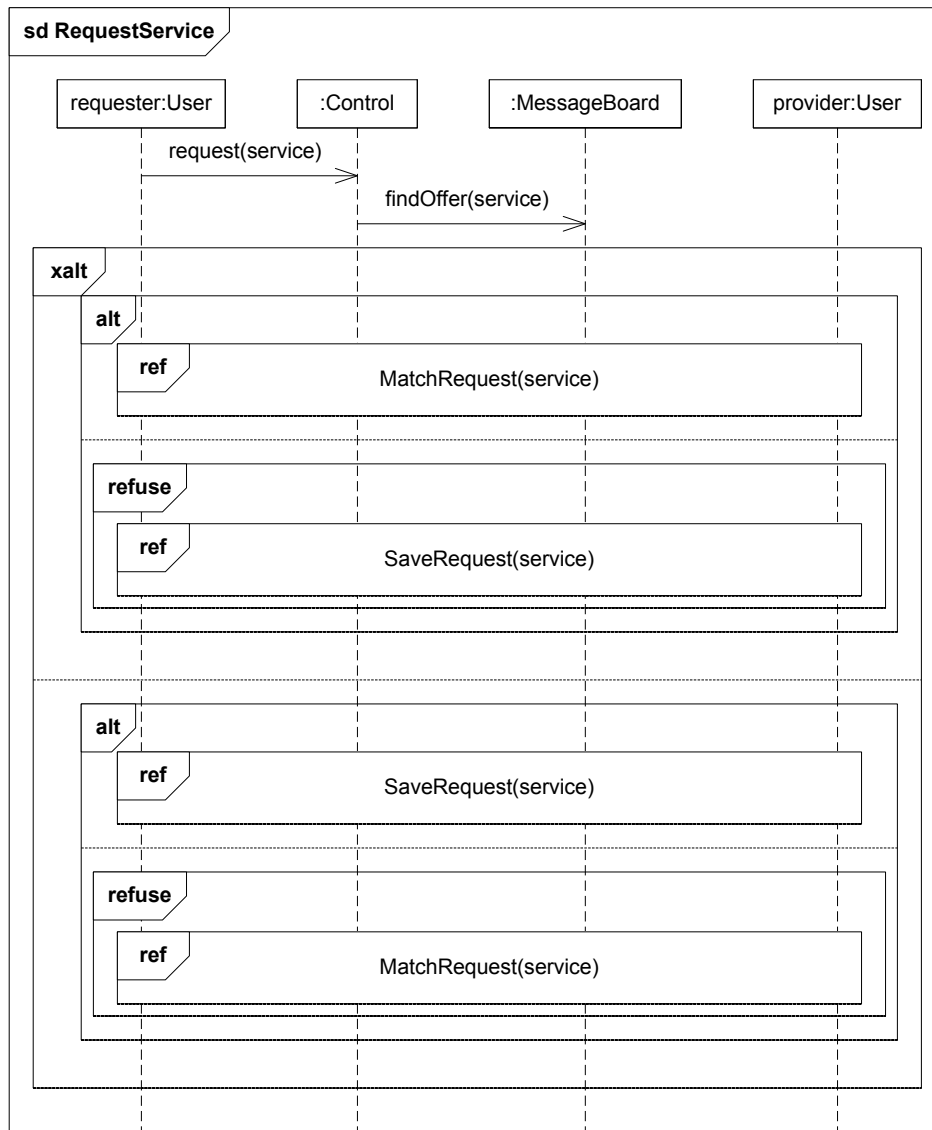 sd RequestService
requester:User
:Control
:MessageBoard
provider:User
request(service)
findOffer(service)
xalt
alt
ref
MatchRequest(service)
refuse
ref
SaveRequest(service)
alt
ref
SaveRequest(service)
refuse
ref
MatchRequest(service)